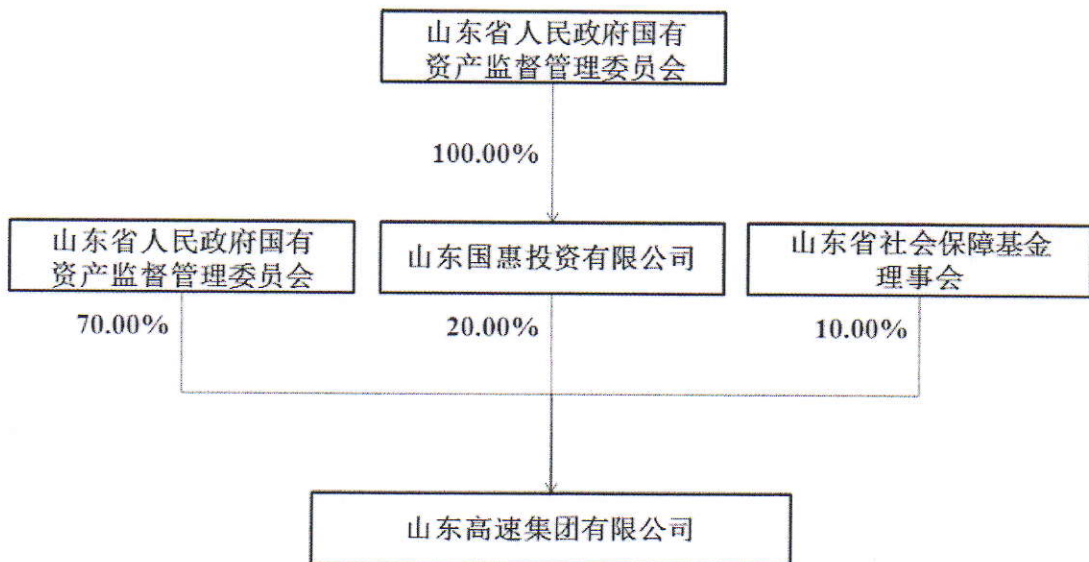 山东省人民政府国有
资产监督管理委员会
100.00%
山东省人民政府国有
资产监督管理委员会
山东国惠投资有限公司
山东省社会保障基金
理事会
70.00%
20.00%
10.00%
山东高速集团有限公司